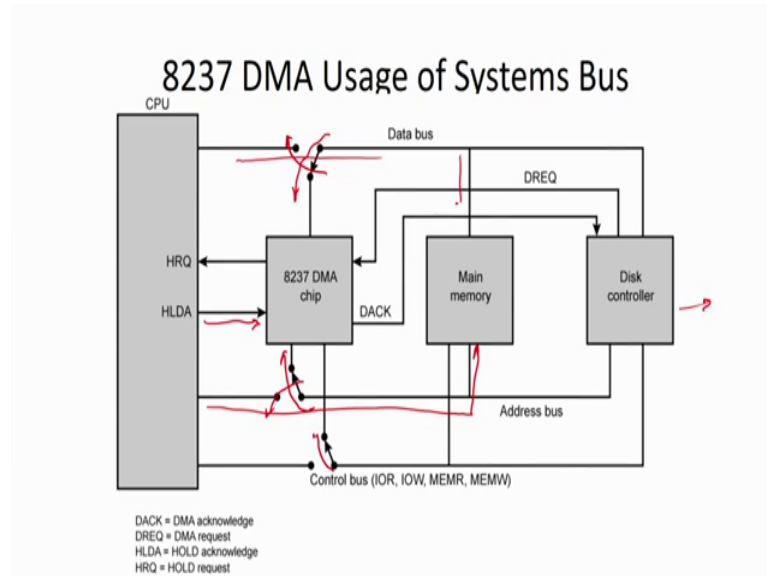 8237 DMA Usage of Systems Bus
CPU
Data bus
DREQ
HRQ
8237 DMA
chip
Main
memory
Disk
controller
HLDA
DACK
Address bus
Control bus (IOR, IOW, MEMR, MEMW)
DACK = DMA acknowledge
DREQ = DMA request
HLDA = HOLD acknowledge
HRQ = HOLD request